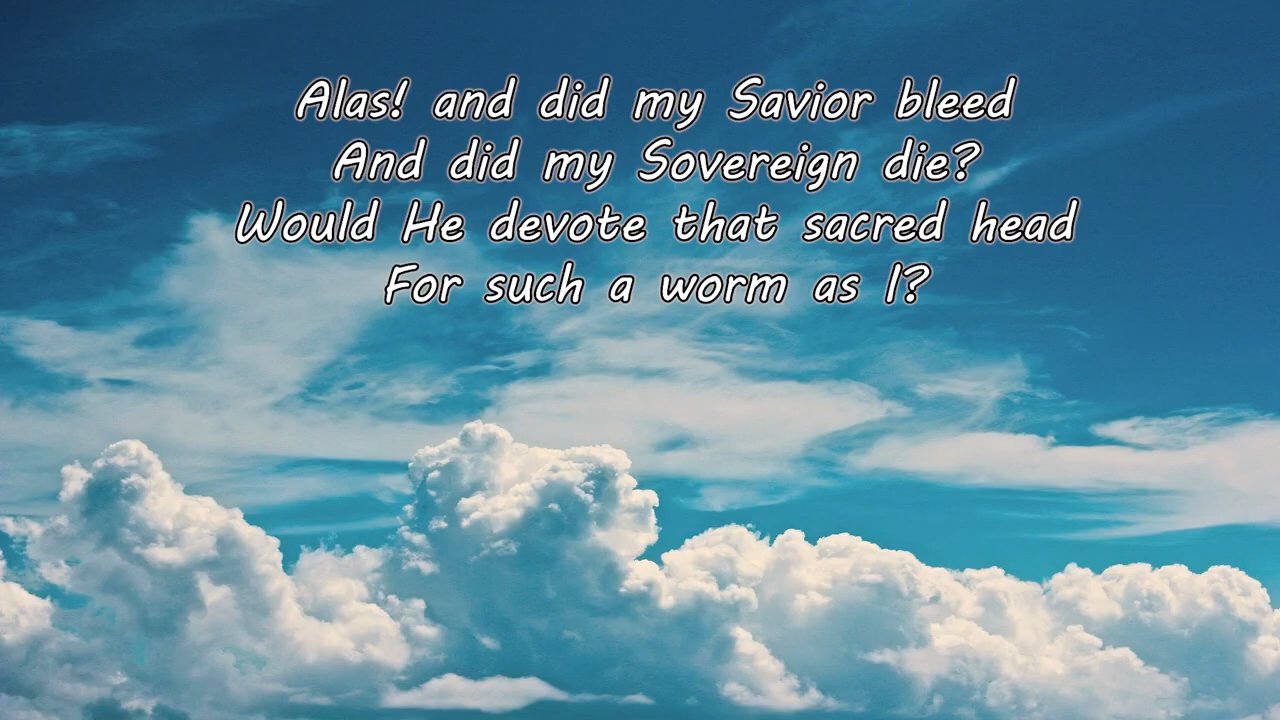 Alas! and did my Savior bleed
And did my Sovereign die?
Would He devote that sacred head
For such a worm as I?